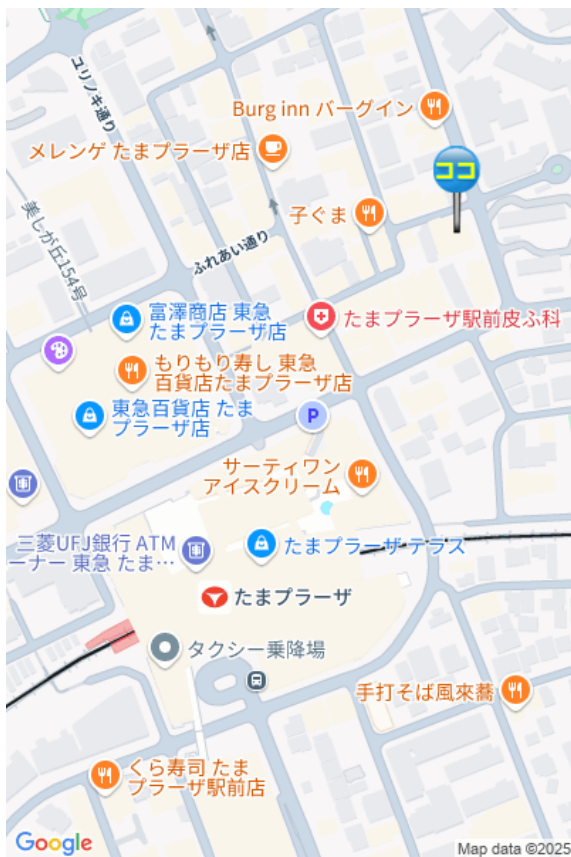 ユリノキ通り
Burg inn バーグイン
メレンゲ たまプラーザ店
ココ
子ぐま
美しが丘154号
ふれあい通り
富澤商店 東急
たまプラーザ店
たまプラーザ駅前皮ふ科
もりもり寿し 東急
百貨店たまプラーザ店
東急百貨店 たま
プラーザ店
P
サーティワン
アイスクリーム
三菱UFJ銀行 ATM
ーナー 東急 たま…
たまプラーザ テラス
たまプラーザ
タクシー乗降場
手打そば風來蕎
くら寿司 たま
プラーザ駅前店
Google
Map data ©2025